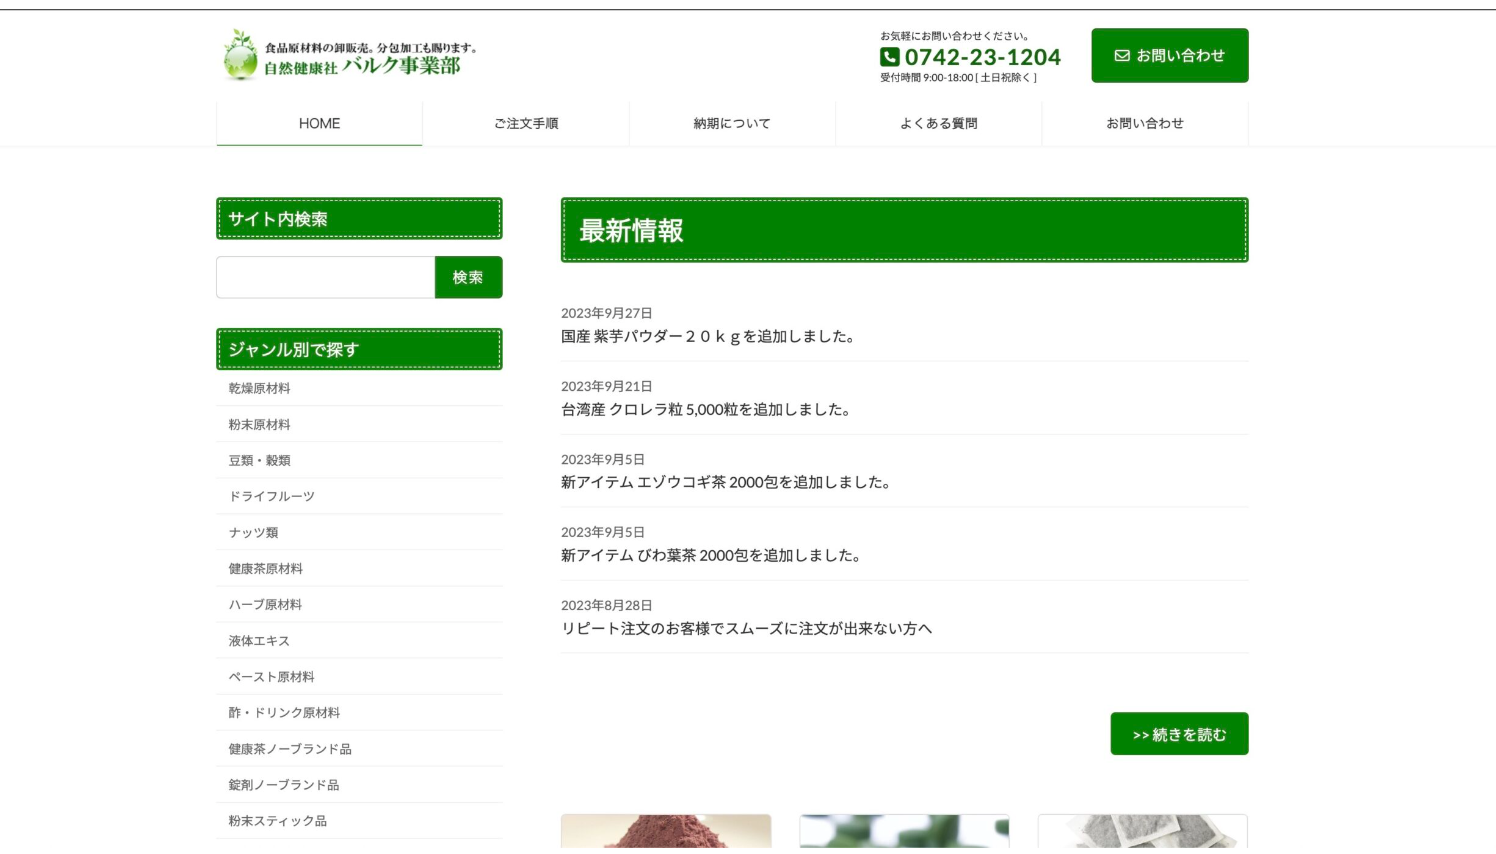 食品原材料の卸販売。分包加工も賜ります。
自然健康社 バルク事業部
お気軽にお問い合わせください。
0742-23-1204
受付時間 9:00-18:00 [ 土日祝除く ]
お問い合わせ
HOME
ご注文手順
納期について
よくある質問
お問い合わせ
サイト内検索
検索
ジャンル別で探す
乾燥原材料
粉末原材料
豆類・穀類
ドライフルーツ
ナッツ類
健康茶原材料
ハーブ原材料
液体エキス
ペースト原材料
酢・ドリンク原材料
健康茶ノーブランド品
錠剤ノーブランド品
粉末スティック品
最新情報
2023年9月27日
国産 紫芋パウダー２０ｋｇを追加しました。
2023年9月21日
台湾産 クロレラ粒 5,000粒を追加しました。
2023年9月5日
新アイテム エゾウコギ茶 2000包を追加しました。
2023年9月5日
新アイテム びわ葉茶 2000包を追加しました。
2023年8月28日
リピート注文のお客様でスムーズに注文が出来ない方へ
>> 続きを読む